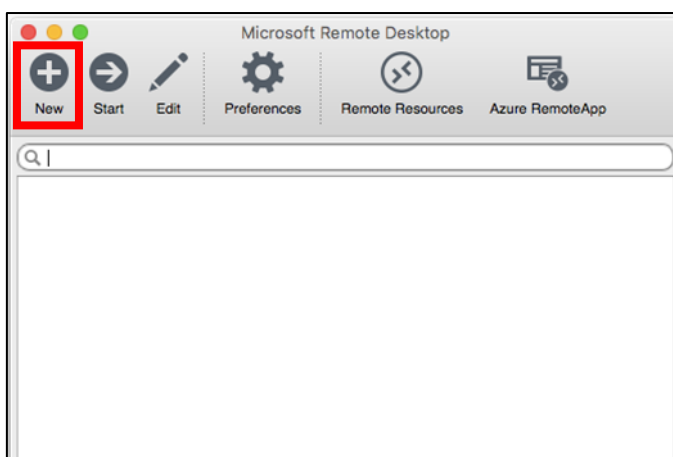 Microsoft Remote Desktop
New Start Edit Preferences Remote Resources Azure RemoteApp